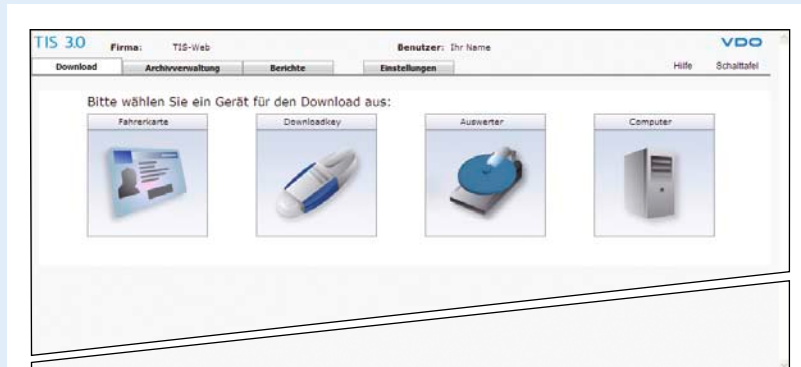 TIS 3.0 Firma: TIS-Web Benutzer: Ihr Name VDO
Download Archivverwaltung Berichte Einstellungen Hilfe Schalttafel
Bitte wählen Sie ein Gerät für den Download aus:
Fahrerkarte Downloadkey Auswerter Computer